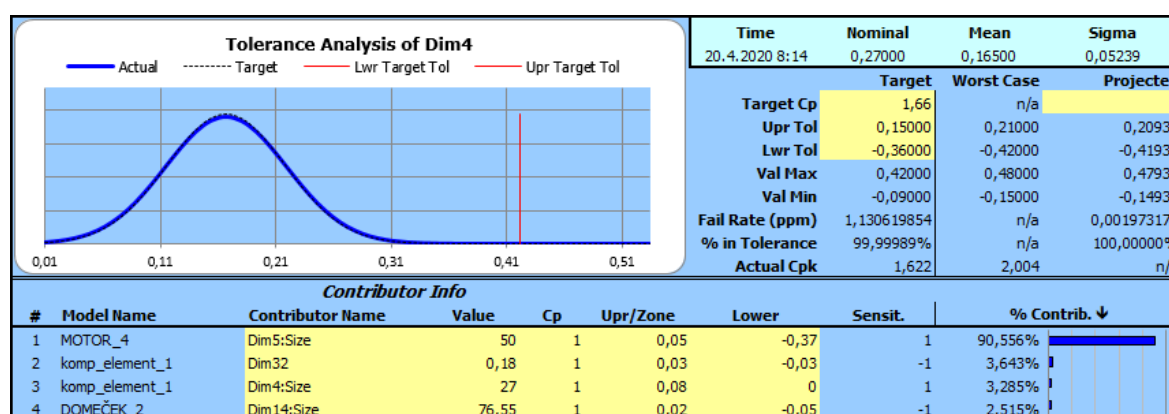 Tolerance Analysis of Dim4
Actual Target Lwr Target Tol Upr Target Tol
0,01 0,11 0,21 0,31 0,41 0,51
Time Nominal Mean Sigma
20.4.2020 8:14 0,27000 0,16500 0,05239
Target Worst Case Projecte
Target Cp 1,66 n/a
Upr Tol 0,15000 0,21000 0,2093
Lwr Tol -0,36000 -0,42000 -0,4193
Val Max 0,42000 0,48000 0,4793
Val Min -0,09000 -0,15000 -0,1493
Fail Rate (ppm) 1,130619854 n/a 0,00197317
% in Tolerance 99,99989% n/a 100,00000%
Actual Cpk 1,622 2,004 n/
Contributor Info
# Model Name Contributor Name Value Cp Upr/Zone Lower Sensit. % Contrib. ↓
1 MOTOR_4 Dim5:Size 50 1 0,05 -0,37 1 90,556%
2 komp_element_1 Dim32 0,18 1 0,03 -0,03 -1 3,643%
3 komp_element_1 Dim4:Size 27 1 0,08 0 1 3,285%
4 DOMEČEK_2 Dim14:Size 76,55 1 0,02 -0,05 -1 2,515%